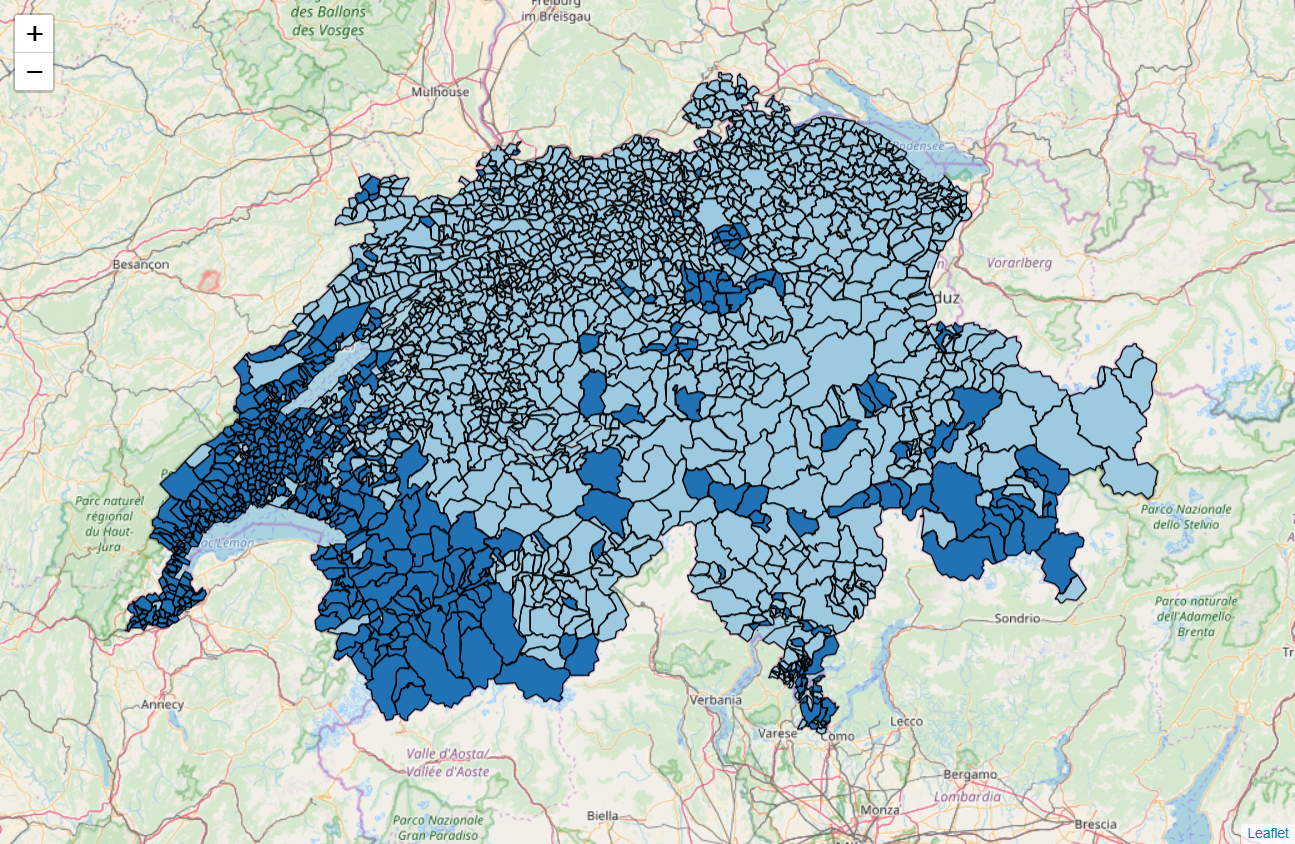 des Ballons
des Vosges
Freiburg
im Breisgau
+
−
Mulhouse
Bodensee
Besançon
Vorarlberg
duz
Parc naturel
régional
du Haut-
Jura
Parco Nazionale
dello Stelvio
Léman
Parco naturale
dell'Adamello-
Brenta
Sondrio
Tr
Annecy
Verbania
Lecco
Varese
Como
Valle d'Aosta/
Vallée d'Aoste
Bergamo
Lombardia
Biella
Monza
Brescia
Parco Nazionale
Gran Paradiso
Leaflet